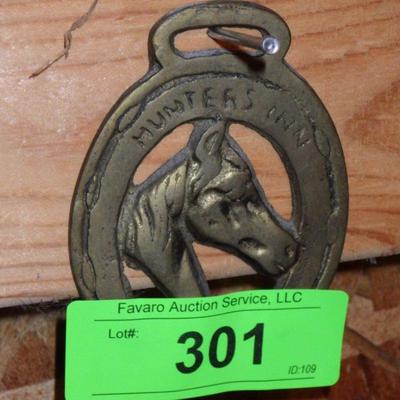 HUNTERS INN
Favaro Auction Service, LLC
Lot#:
301
ID:109